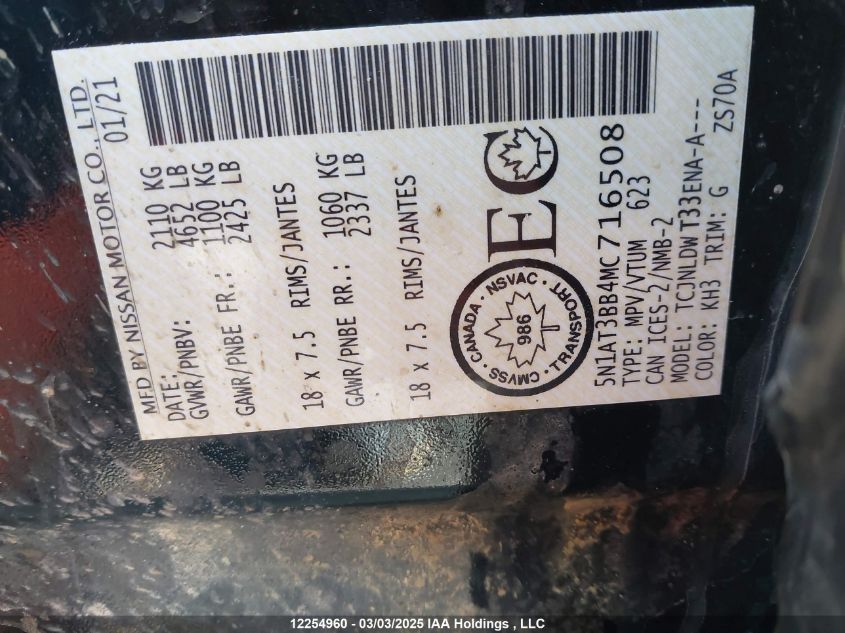 MFD BY NISSAN MOTOR CO., LTD.
DATE: 01/21
GVWR/PNBV: 2110 KG
4652 LB
GAWR/PNBE FR.: 1100 KG
2425 LB
18 x 7.5 RIMS/JANTES
GAWR/PNBE RR.: 1060 KG
2337 LB
18 x 7.5 RIMS/JANTES
CANADA · NSVAC · TRANSPORT · CMVSS ·
986
EC
5N1AT3BB4MC716508
TYPE: MPV/VTUM 623
CAN ICES-2/NMB-2
MODEL: TCJNLDWT33ENA-A---
COLOR: KH3 TRIM: G ZS70A
12254960 - 03/03/2025 IAA Holdings , LLC